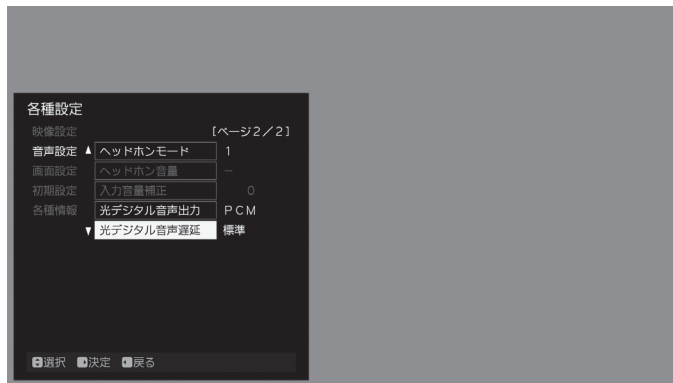 各種設定
映像設定 [ページ2/2]
音声設定 ▲ ヘッドホンモード 1
画面設定 ヘッドホン音量 −
初期設定 入力音量補正 0
各種情報 光デジタル音声出力 PCM
▼ 光デジタル音声遅延 標準
選択 決定 戻る